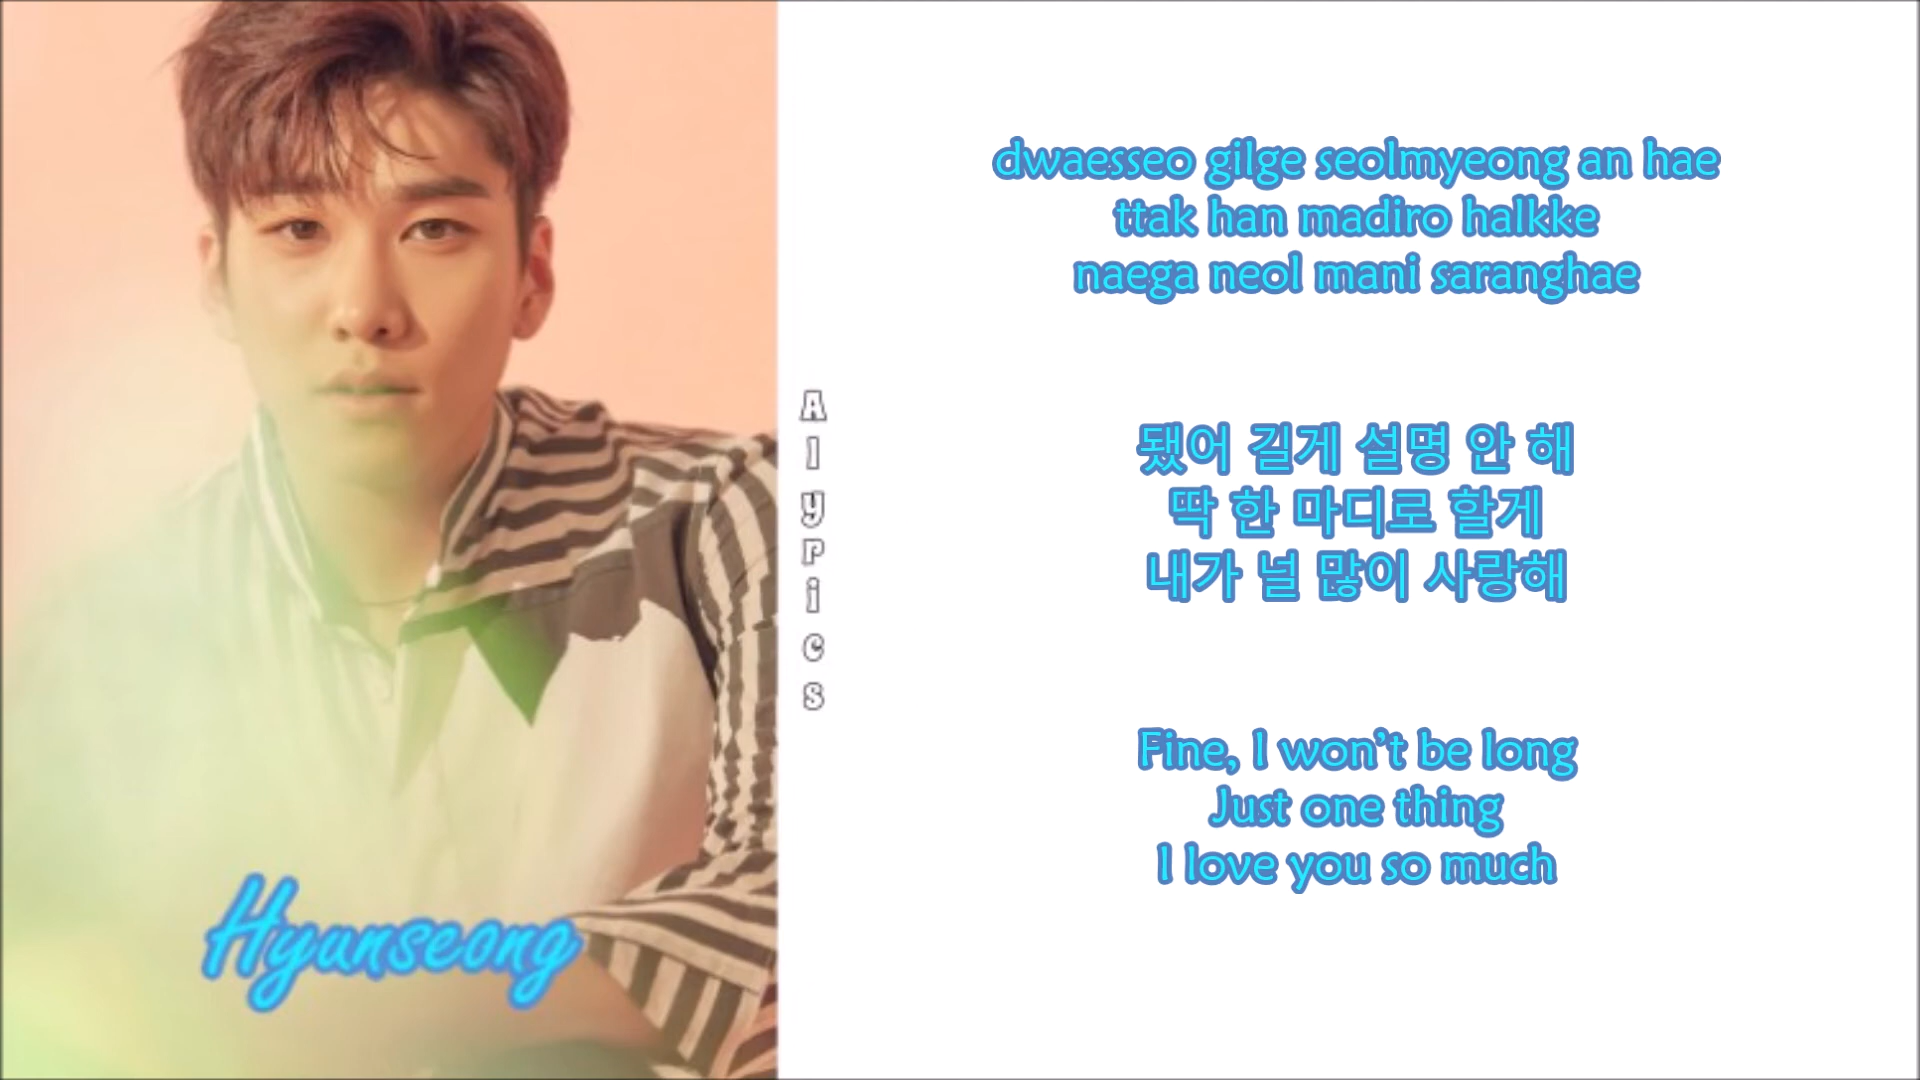 Hyunseong
Alypics
dwaesseo gilge seolmyeong an hae
ttak han madiro halkke
naega neol mani saranghae
됐어 길게 설명 안 해
딱 한 마디로 할게
내가 널 많이 사랑해
Fine, I won't be long
Just one thing
I love you so much